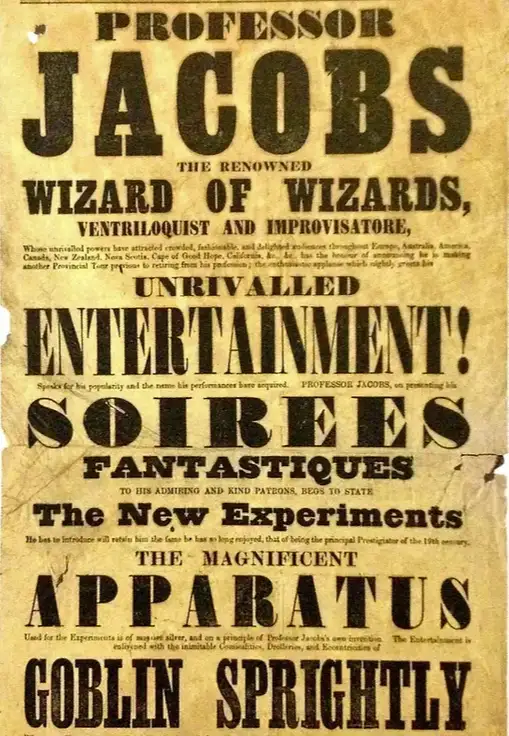 PROFESSOR
JACOBS
THE RENOWNED
WIZARD OF WIZARDS,
VENTRILOQUIST AND IMPROVISATORE,
Whose unrivalled powers have attracted crowded, fashionable, and delighted audiences throughout Europe, Australia, America,
Canada, New Zealand, Nova Scotia, Cape of Good Hope, California, &c., &c., has the honour of announcing he is making
another Provincial Tour previous to retiring from his profession; the enthusiastic applause which nightly greets his
UNRIVALLED
ENTERTAINMENT!
Speaks for his popularity and the name his performances have acquired. PROFESSOR JACOBS, on presenting his
SOIREES
FANTASTIQUES
TO HIS ADMIRING AND KIND PATRONS, BEGS TO STATE
The New Experiments
He has to introduce will retain him the fame he has so long enjoyed, that of being the principal Prestigiator of the 19th century.
THE MAGNIFICENT
APPARATUS
Used for the Experiments is of massive silver, and on a principle of Professor Jacobs's own invention. The Entertainment is
enlivened with the inimitable Comicalities, Drolleries, and Eccentricities of
GOBLIN SPRIGHTLY